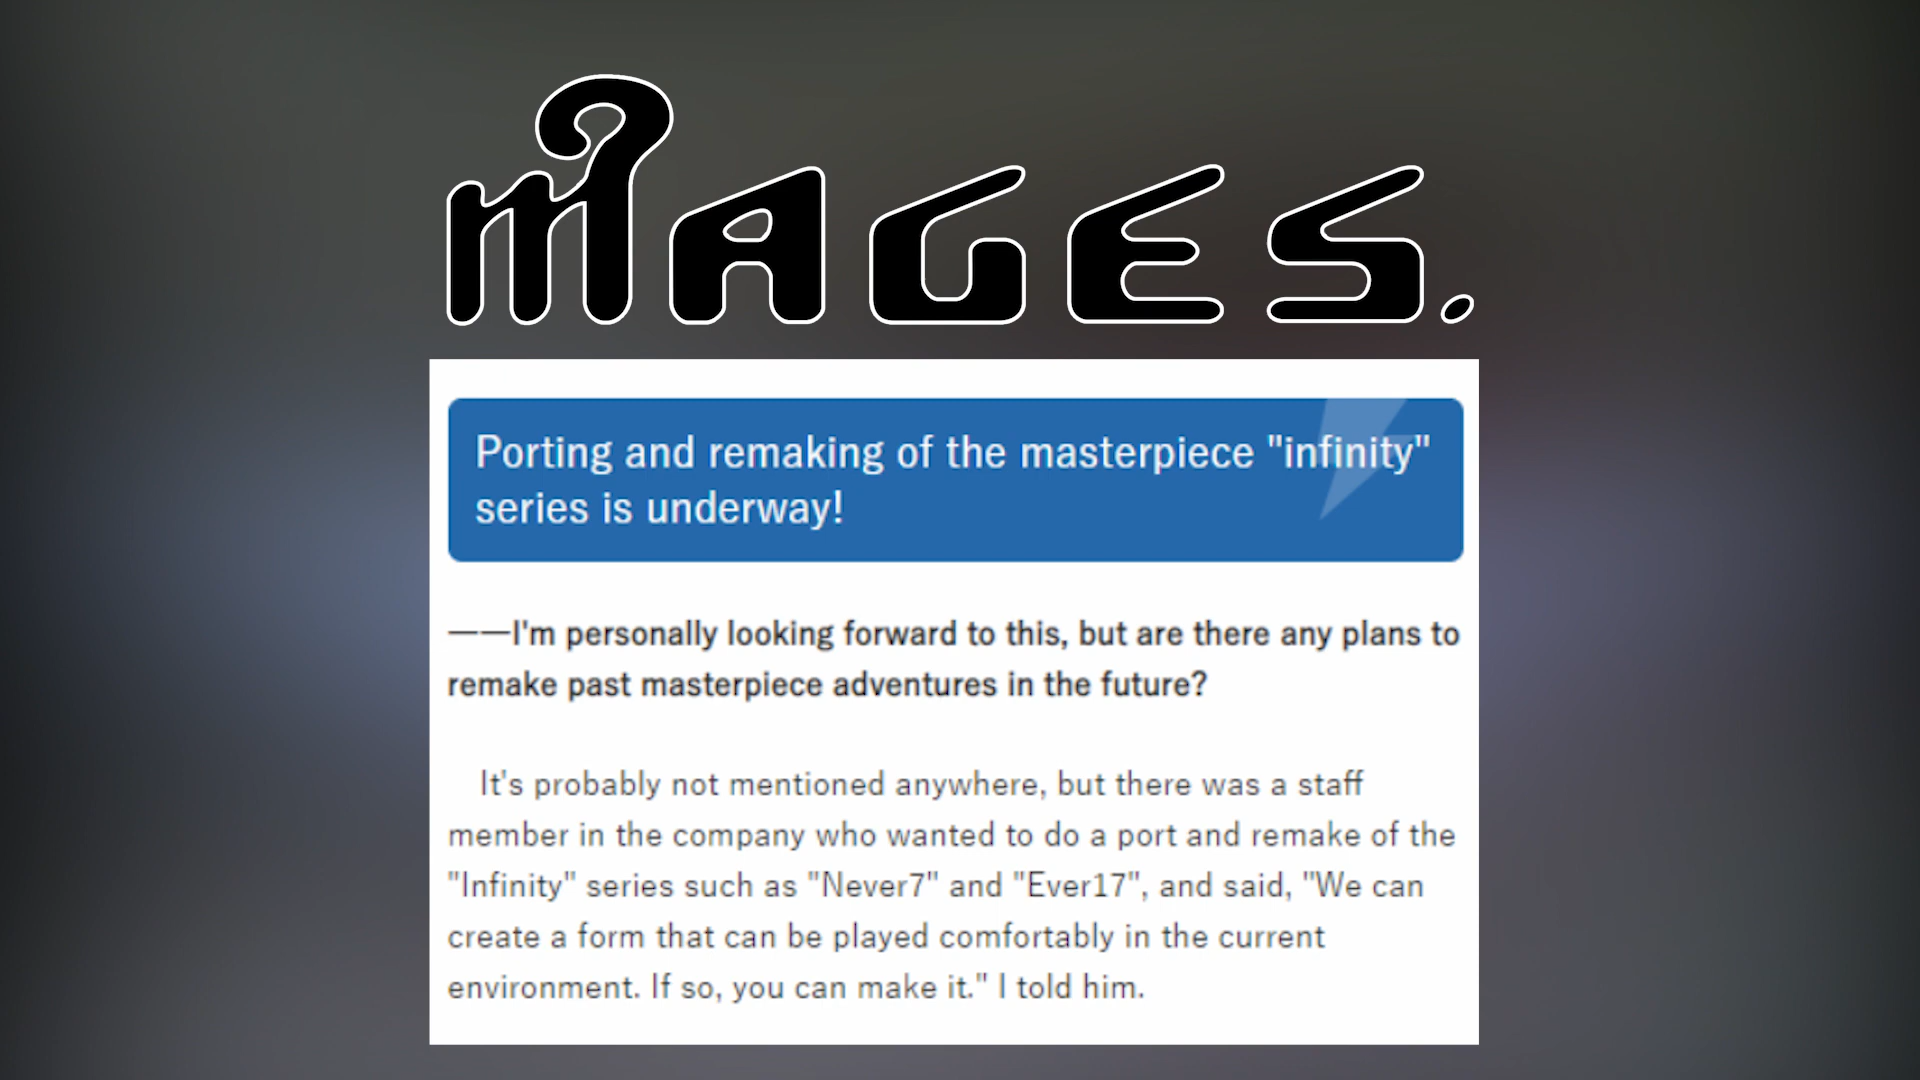 MAGES.
Porting and remaking of the masterpiece "infinity"
series is underway!
——I'm personally looking forward to this, but are there any plans to
remake past masterpiece adventures in the future?
It's probably not mentioned anywhere, but there was a staff
member in the company who wanted to do a port and remake of the
"Infinity" series such as "Never7" and "Ever17", and said, "We can
create a form that can be played comfortably in the current
environment. If so, you can make it." I told him.